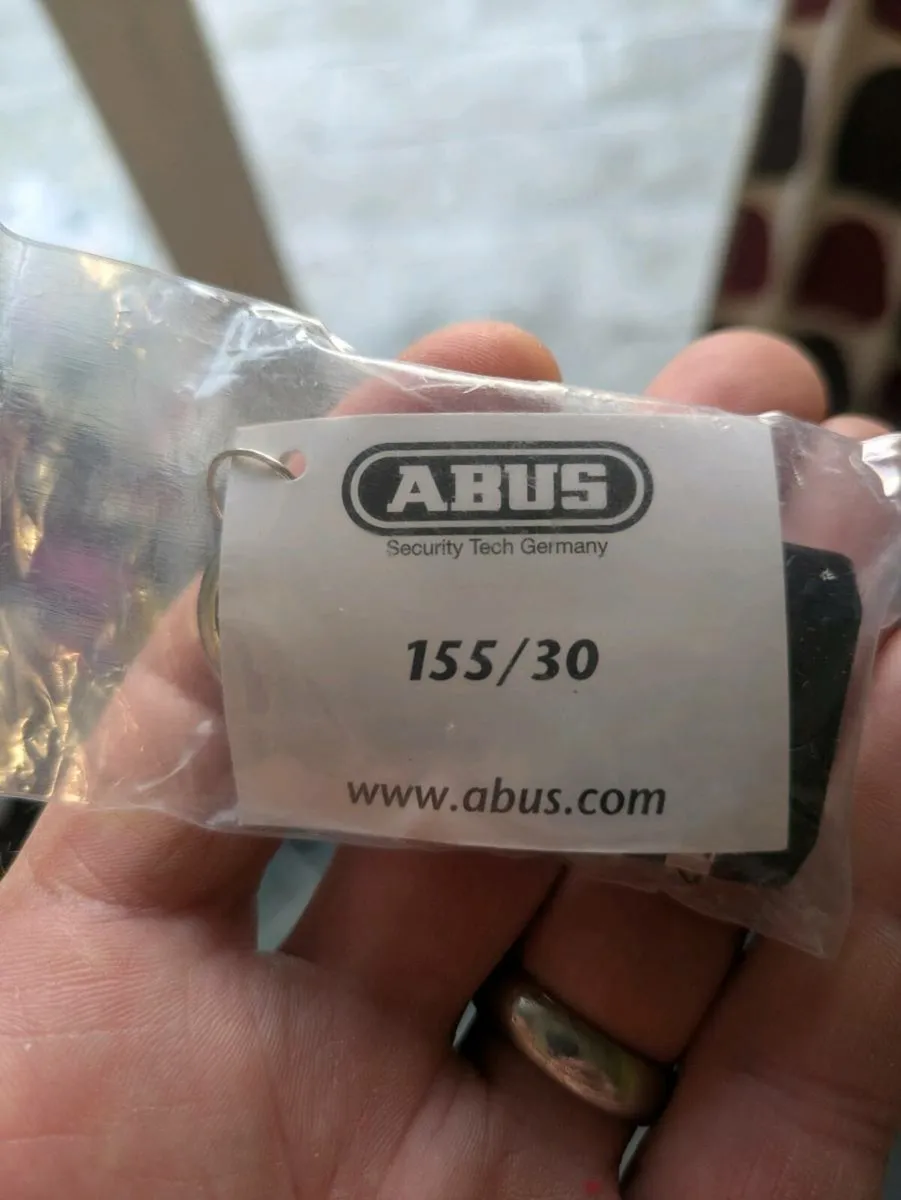 ABUS
Security Tech Germany
155/30
www.abus.com